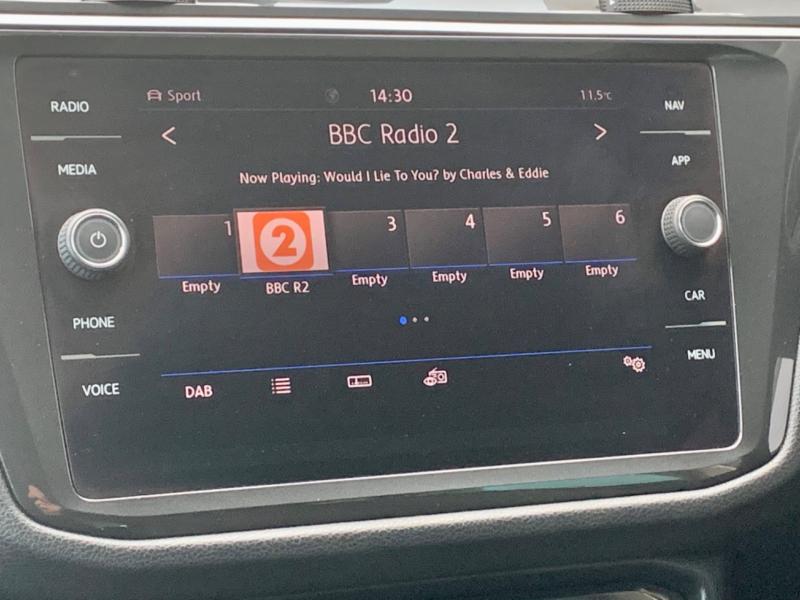 RADIO
MEDIA
PHONE
VOICE
Sport
14:30
11.5°C
BBC Radio 2
Now Playing: Would I Lie To You? by Charles & Eddie
1
2
3
4
5
6
Empty
BBC R2
Empty
Empty
Empty
Empty
DAB
NAV
APP
CAR
MENU